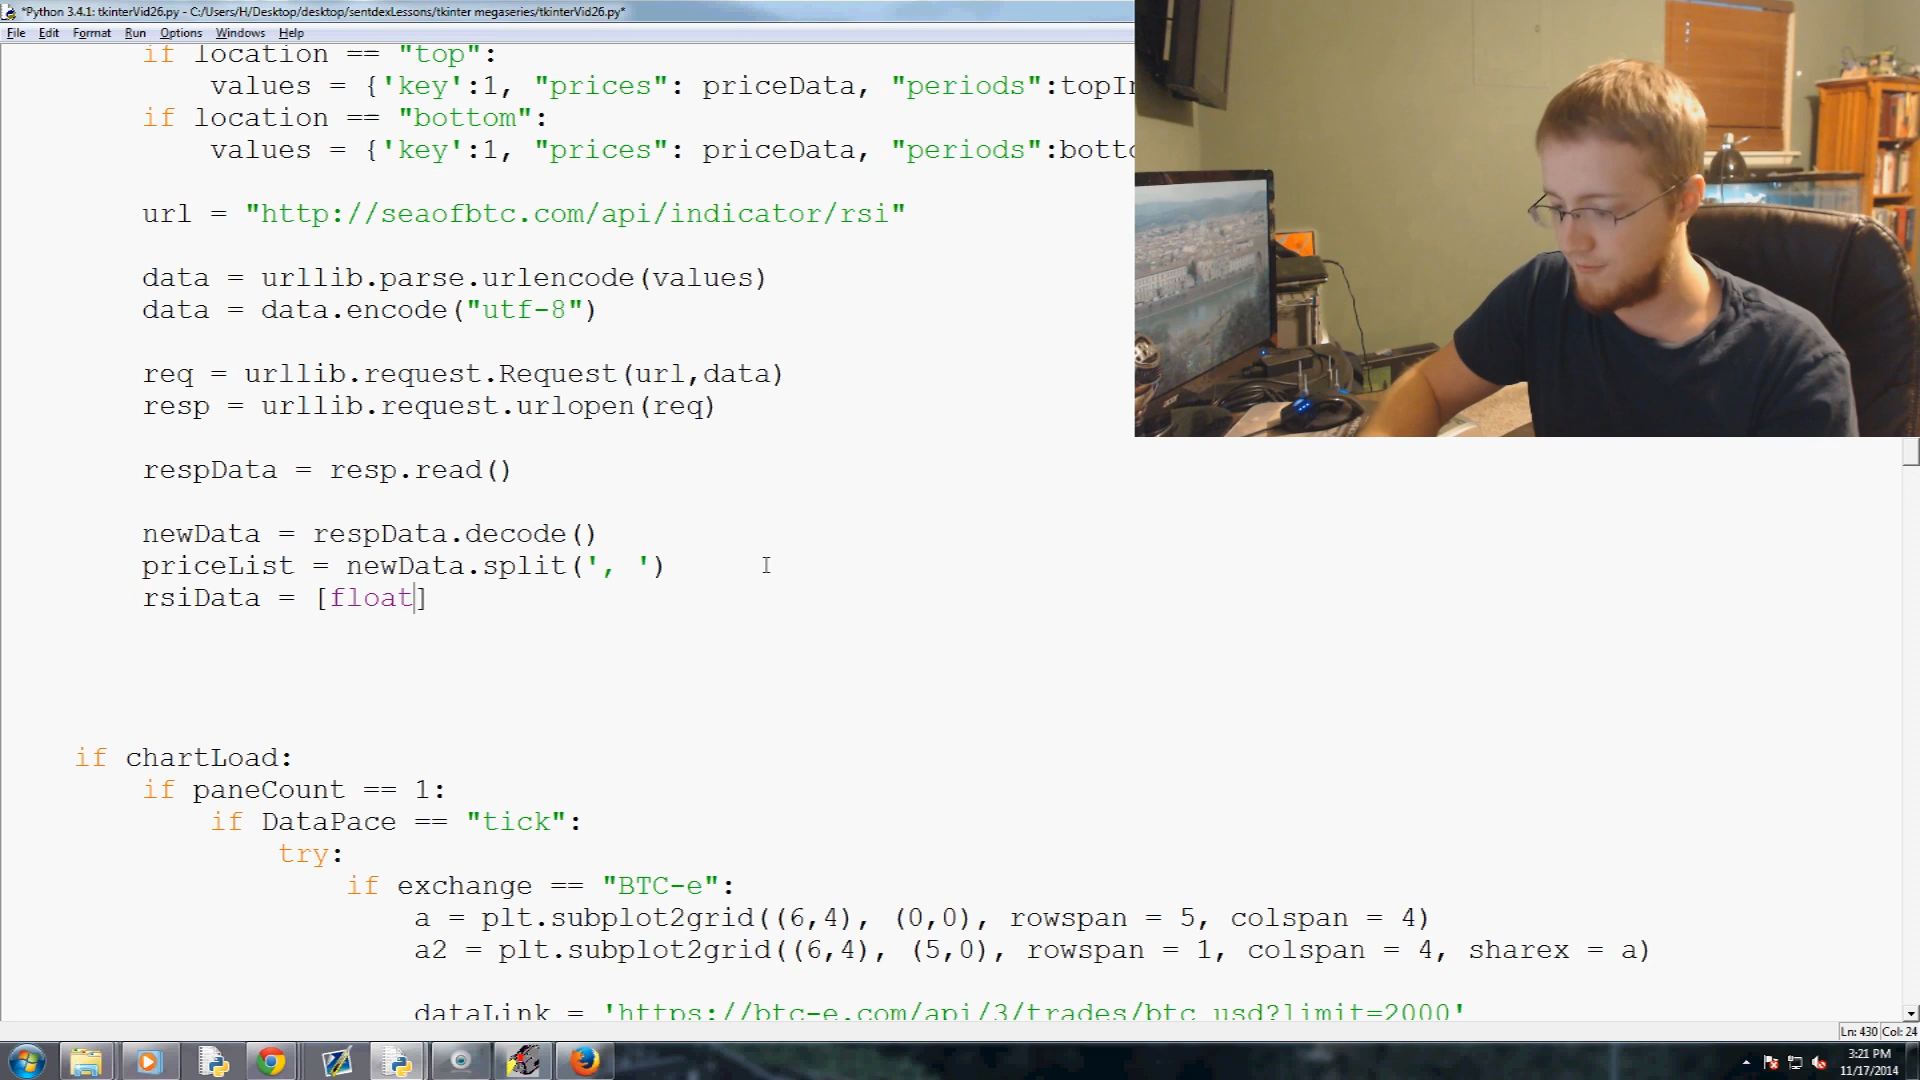 *Python 3.4.1: tkinterVid26.py - C:/Users/H/Desktop/desktop/sentdexLessons/tkinter megaseries/tkinterVid26.py*
File Edit Format Run Options Windows Help
if location == "top":
values = {'key':1, "prices": priceData, "periods":topIn
if location == "bottom":
values = {'key':1, "prices": priceData, "periods":botto
url = "http://seaofbtc.com/api/indicator/rsi"
data = urllib.parse.urlencode(values)
data = data.encode("utf-8")
req = urllib.request.Request(url,data)
resp = urllib.request.urlopen(req)
respData = resp.read()
newData = respData.decode()
priceList = newData.split(', ')
rsiData = [float]
if chartLoad:
if paneCount == 1:
if DataPace == "tick":
try:
if exchange == "BTC-e":
a = plt.subplot2grid((6,4), (0,0), rowspan = 5, colspan = 4)
a2 = plt.subplot2grid((6,4), (5,0), rowspan = 1, colspan = 4, sharex = a)
dataLink = 'https://btc-e.com/api/3/trades/btc_usd?limit=2000'
Ln: 430 Col: 24
3:21 PM
11/17/2014